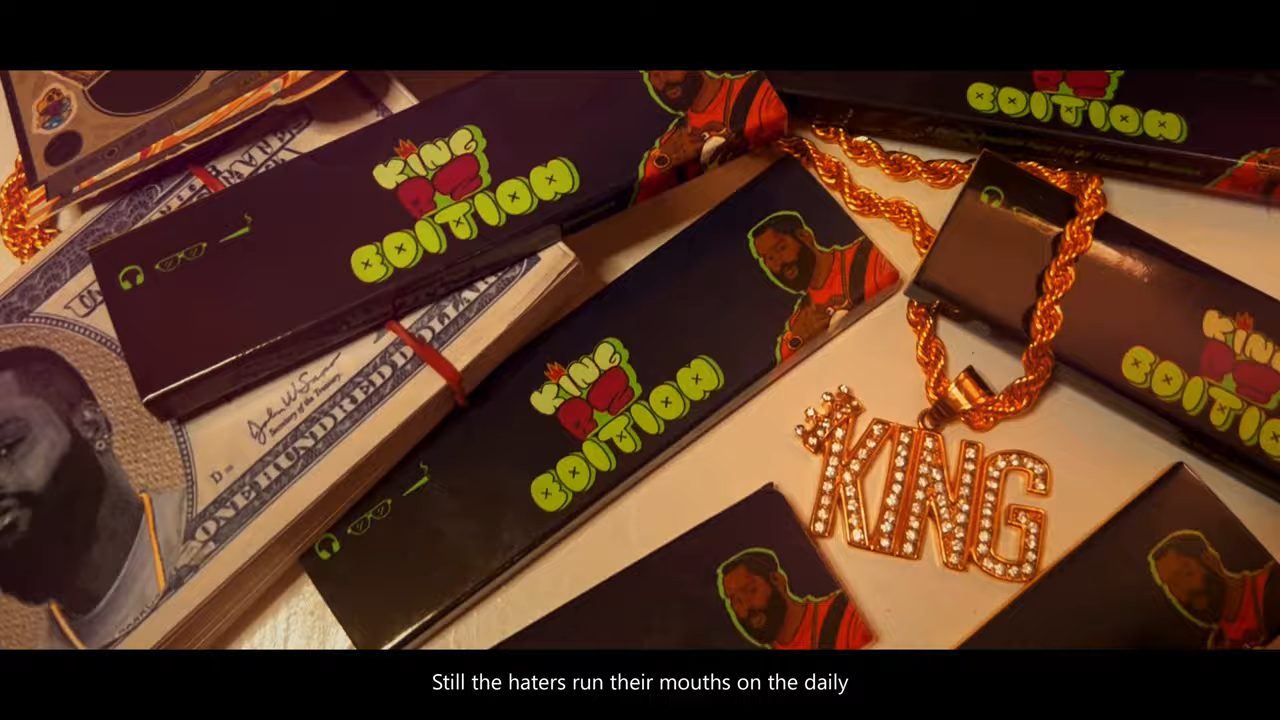 KING
EDITION
EDITION
KING
EDITION
KING
EDITION
KING
ONE HUNDRED DOLLARS
Secretary of the Treasury.
KING
Still the haters run their mouths on the daily